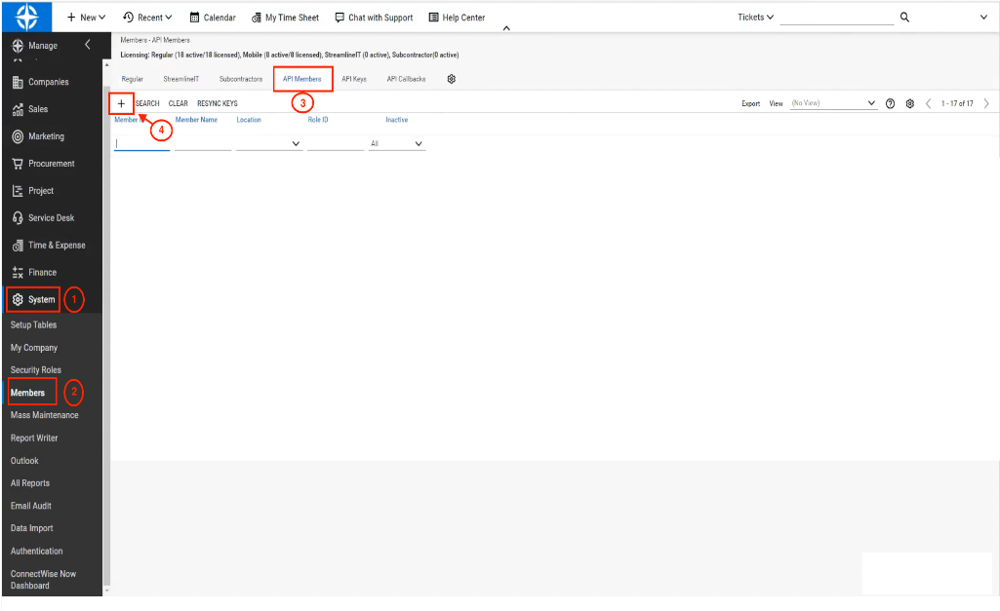 New Recent Calendar My Time Sheet Chat with Support Help Center Tickets
Manage
Companies
Sales
Marketing
Procurement
Project
Service Desk
Time & Expense
Finance
System 1
Setup Tables
My Company
Security Roles
Members 2
Mass Maintenance
Report Writer
Outlook
All Reports
Email Audit
Data Import
Authentication
ConnectWise Now
Dashboard
Members - API Members
Licensing: Regular (18 active/18 licensed), Mobile (8 active/8 licensed), StreamlineIT (0 active), Subcontractor(0 active)
Regular StreamlineIT Subcontractors API Members API Keys API Callbacks
3
+ SEARCH CLEAR RESYNC KEYS Export View (No View) 1 - 17 of 17
Member Member Name Location Role ID Inactive
4
All